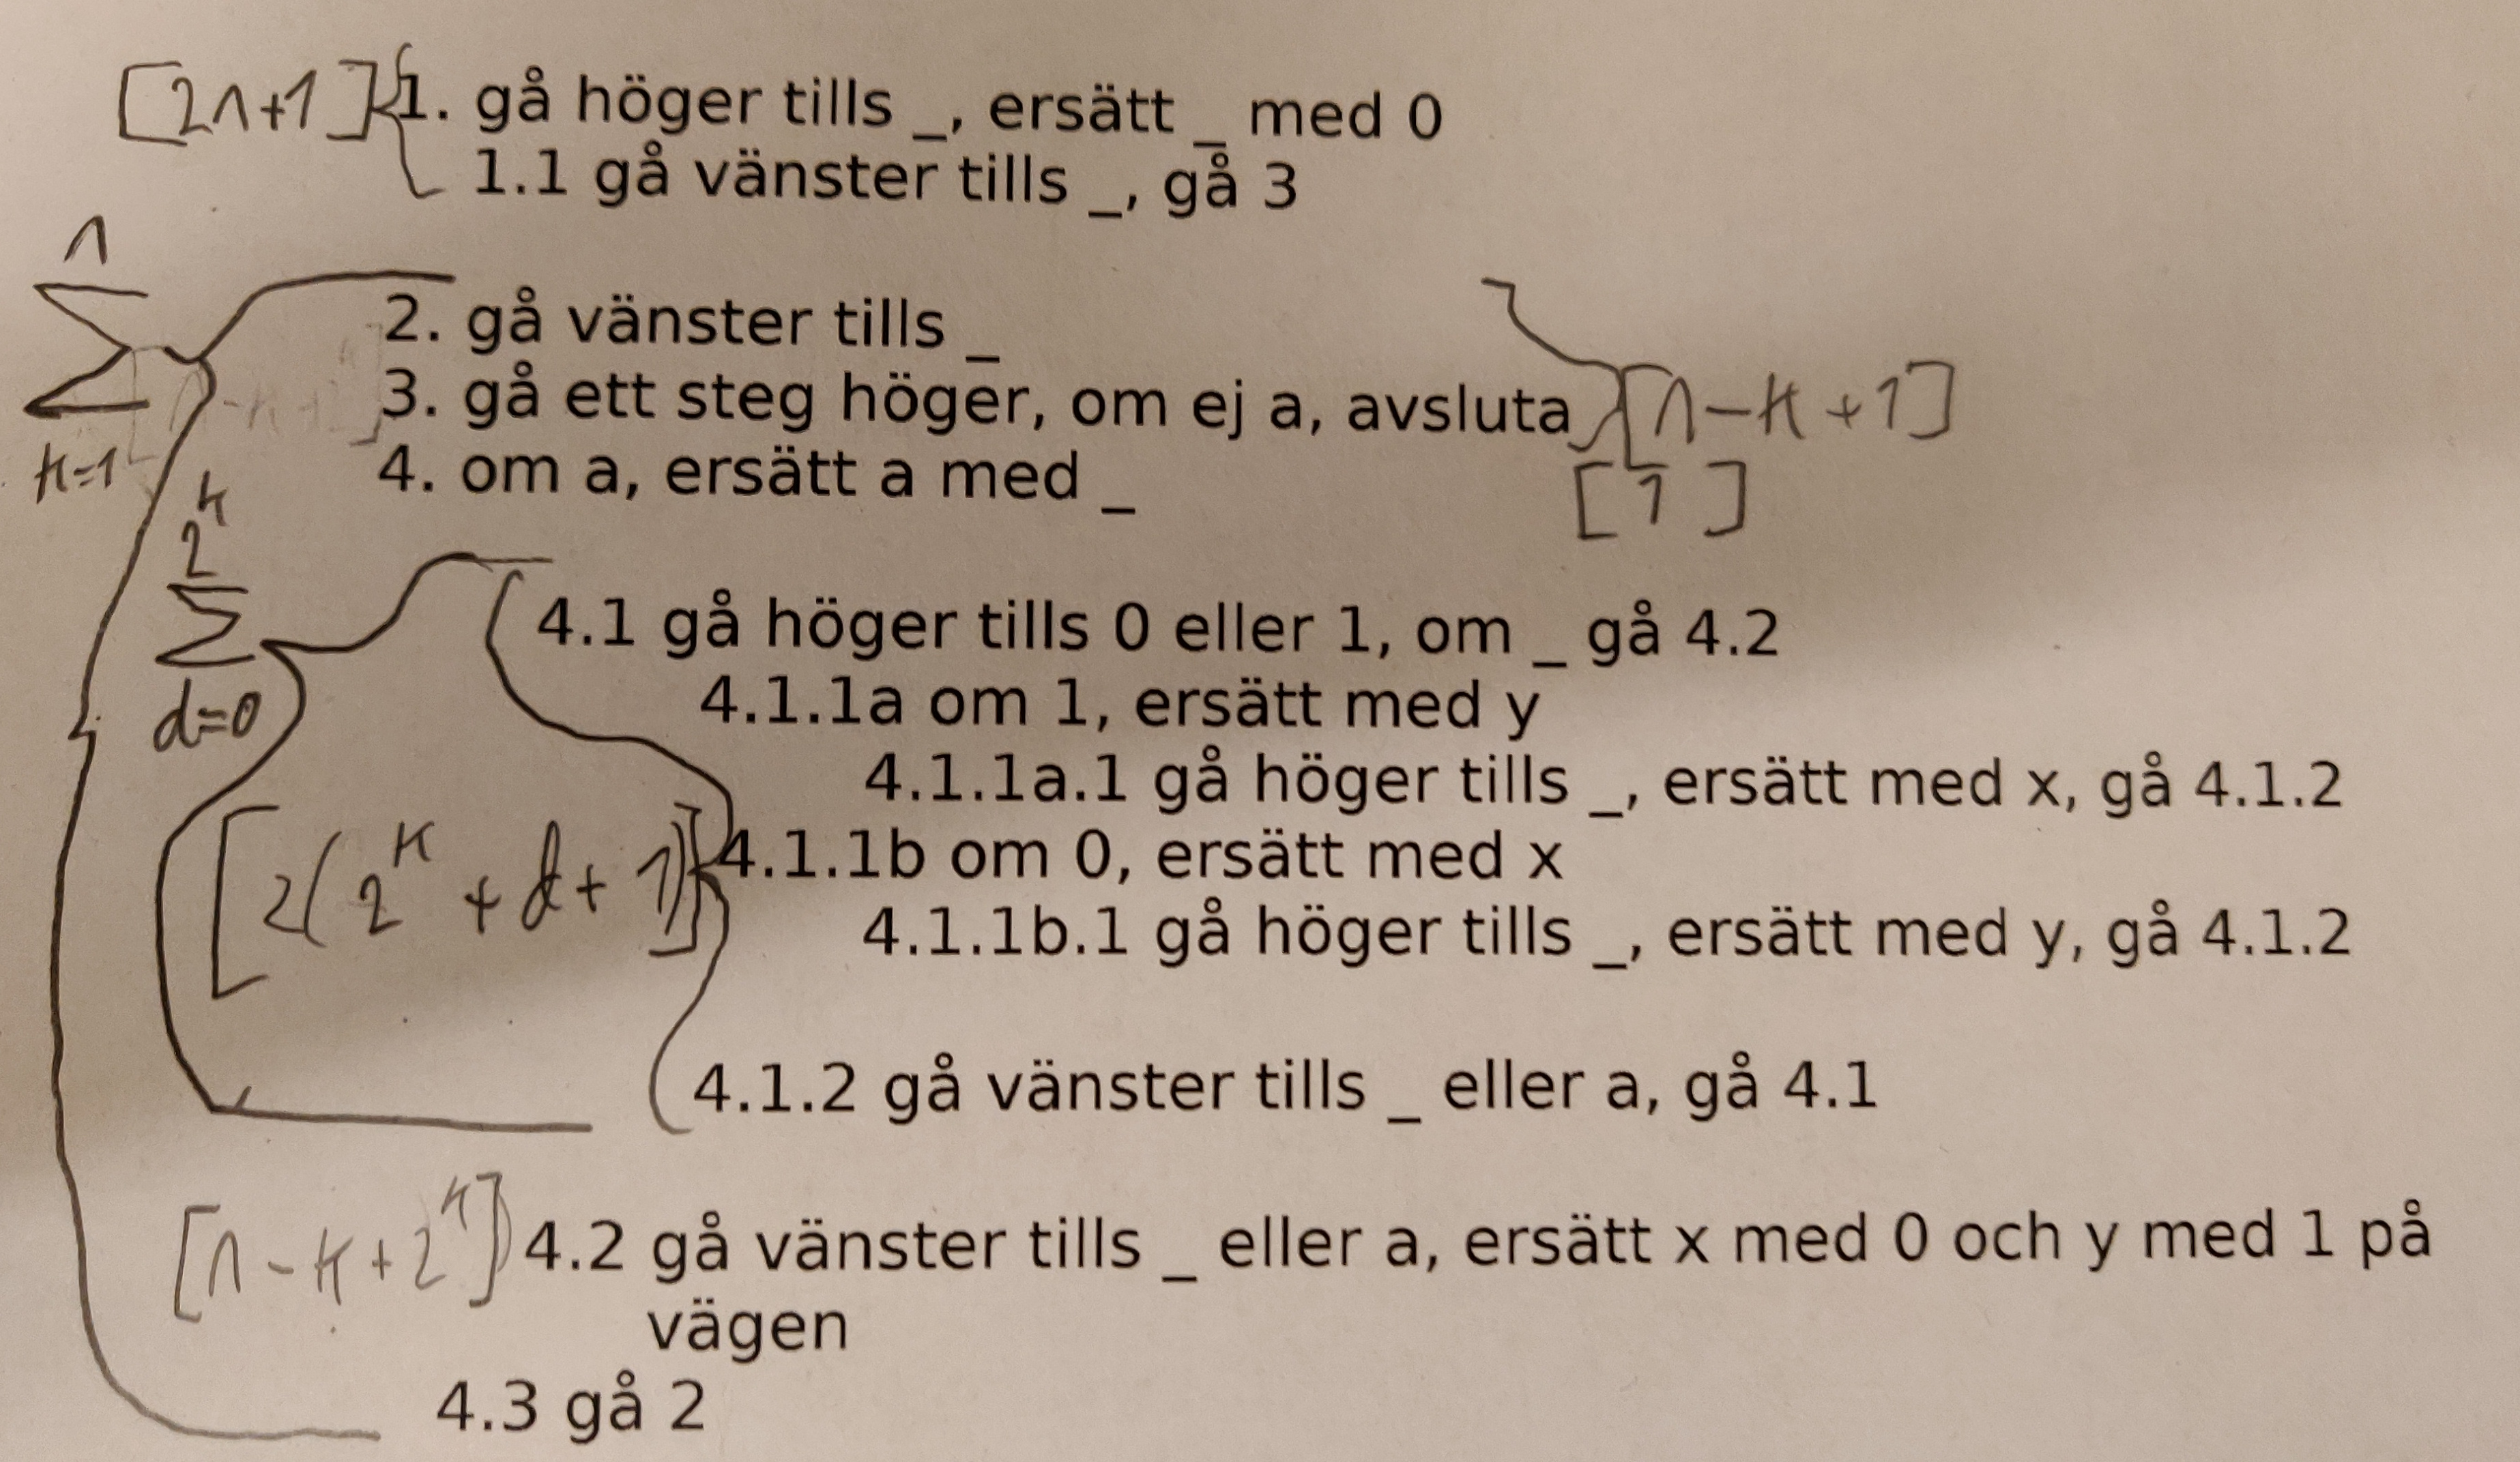 [2n+1] 1. gå höger tills _, ersätt _ med 0
1.1 gå vänster tills _, gå 3
n
∑
k=1
2. gå vänster tills _
3. gå ett steg höger, om ej a, avsluta [n-k+1]
4. om a, ersätt a med _ [1]
2^k
∑
d=0
4.1 gå höger tills 0 eller 1, om _ gå 4.2
4.1.1a om 1, ersätt med y
4.1.1a.1 gå höger tills _, ersätt med x, gå 4.1.2
[2(2^k+d+1)] 4.1.1b om 0, ersätt med x
4.1.1b.1 gå höger tills _, ersätt med y, gå 4.1.2
4.1.2 gå vänster tills _ eller a, gå 4.1
[n-k+2^k] 4.2 gå vänster tills _ eller a, ersätt x med 0 och y med 1 på
vägen
4.3 gå 2